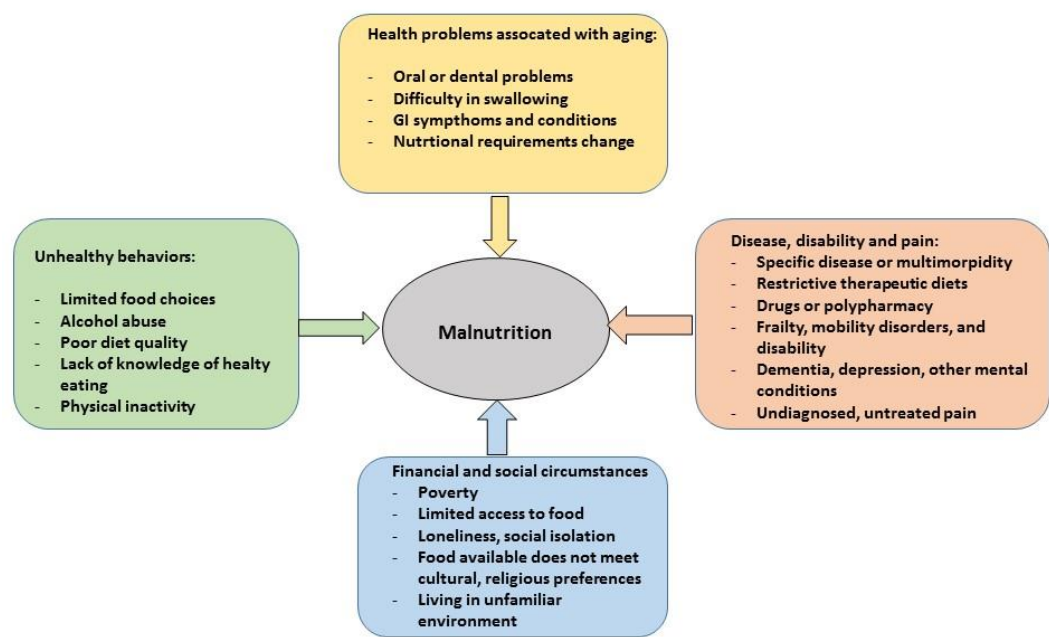 Health problems assocated with aging:
- Oral or dental problems
- Difficulty in swallowing
- GI sympthoms and conditions
- Nutrtional requirements change
Unhealthy behaviors:
- Limited food choices
- Alcohol abuse
- Poor diet quality
- Lack of knowledge of healty
eating
- Physical inactivity
Malnutrition
Disease, disability and pain:
- Specific disease or multimorpidity
- Restrictive therapeutic diets
- Drugs or polypharmacy
- Frailty, mobility disorders, and
disability
- Dementia, depression, other mental
conditions
- Undiagnosed, untreated pain
Financial and social circumstances
- Poverty
- Limited access to food
- Loneliness, social isolation
- Food available does not meet
cultural, religious preferences
- Living in unfamiliar
environment